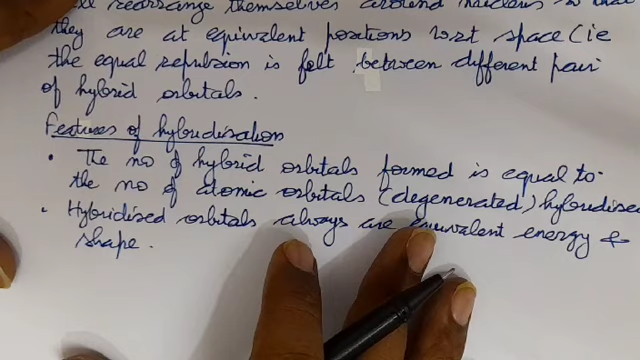 rearrange themselves around nucleus so that
they are at equivalent positions w.r.t space (ie
the equal repulsion is felt between different pair
of hybrid orbitals.
Features of hybridisation
• The no of hybrid orbitals formed is equal to
the no of atomic orbitals (degenerated) hybridised
• Hybridised orbitals always are equivalent energy &
shape.